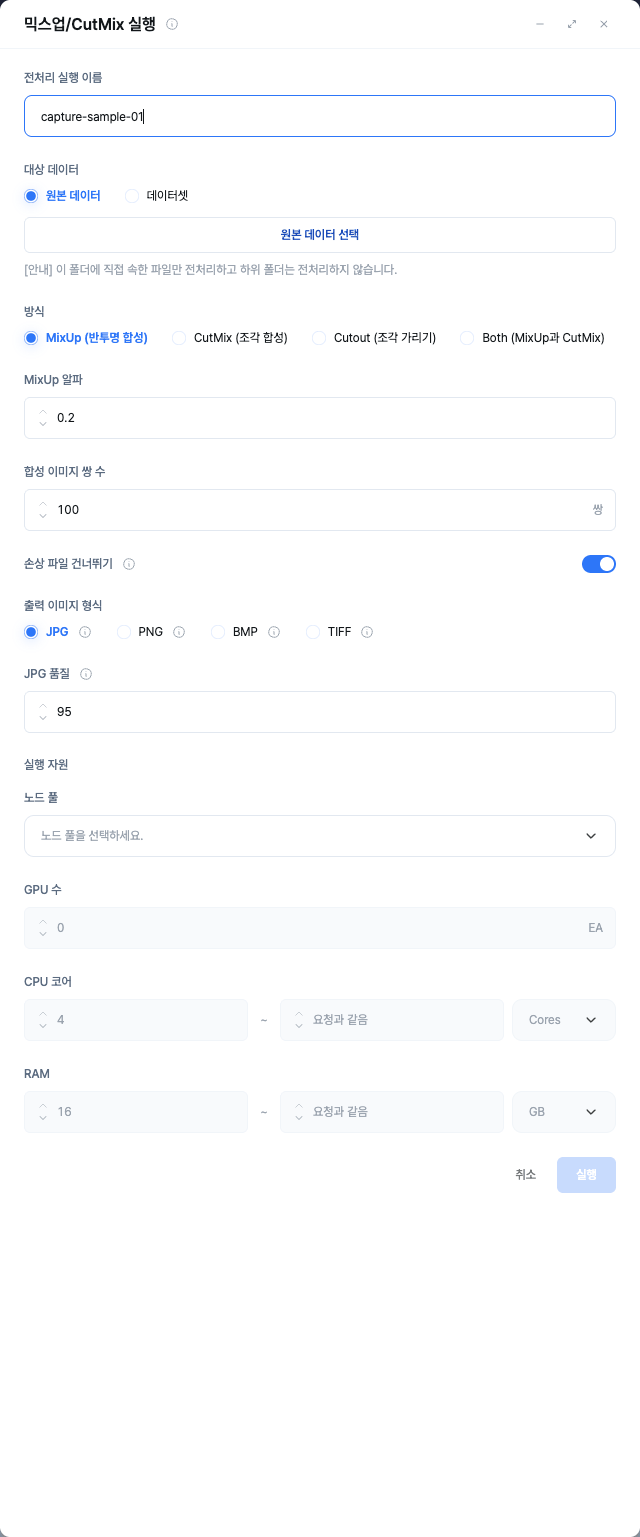 믹스업/CutMix 실행
전처리 실행 이름
capture-sample-01
대상 데이터
원본 데이터 데이터셋
원본 데이터 선택
[안내] 이 폴더에 직접 속한 파일만 전처리하고 하위 폴더는 전처리하지 않습니다.
방식
MixUp (반투명 합성) CutMix (조각 합성) Cutout (조각 가리기) Both (MixUp과 CutMix)
MixUp 알파
0.2
합성 이미지 쌍 수
100 쌍
손상 파일 건너뛰기
출력 이미지 형식
JPG PNG BMP TIFF
JPG 품질
95
실행 자원
노드 풀
노드 풀을 선택하세요.
GPU 수
0 EA
CPU 코어
4 ~ 요청과 같음 Cores
RAM
16 ~ 요청과 같음 GB
취소 실행